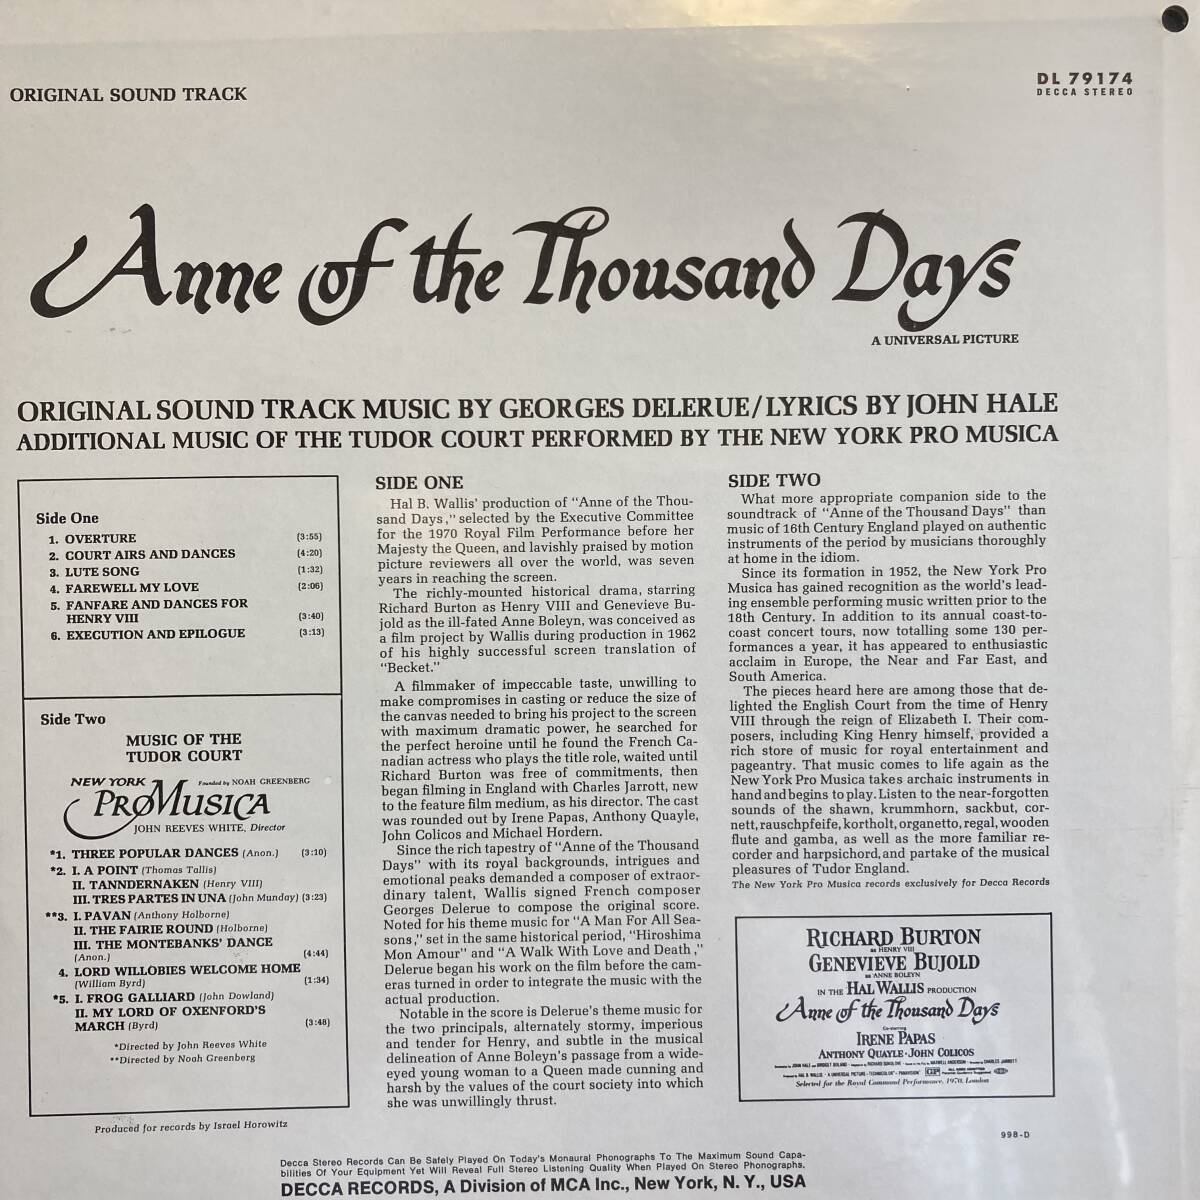 ORIGINAL SOUND TRACK
DL 79174
DECCA STEREO
Anne of the Thousand Days
A UNIVERSAL PICTURE
ORIGINAL SOUND TRACK MUSIC BY GEORGES DELERUE/LYRICS BY JOHN HALE
ADDITIONAL MUSIC OF THE TUDOR COURT PERFORMED BY THE NEW YORK PRO MUSICA
Side One
1. OVERTURE (3:55)
2. COURT AIRS AND DANCES (4:20)
3. LUTE SONG (1:32)
4. FAREWELL MY LOVE (2:06)
5. FANFARE AND DANCES FOR
HENRY VIII (3:40)
6. EXECUTION AND EPILOGUE (3:13)
Side Two
MUSIC OF THE
TUDOR COURT
NEW YORK Founded by NOAH GREENBERG
PRO MUSICA
JOHN REEVES WHITE, Director
*1. THREE POPULAR DANCES (Anon.) (3:10)
*2. I. A POINT (Thomas Tallis)
II. TANNDERNAKEN (Henry VIII)
III. TRES PARTES IN UNA (John Munday) (3:23)
**3. I. PAVAN (Anthony Holborne)
II. THE FAIRIE ROUND (Holborne)
III. THE MONTEBANKS' DANCE
(Anon.) (4:44)
4. LORD WILLOBIES WELCOME HOME
(William Byrd) (1:34)
*5. I. FROG GALLIARD (John Dowland)
II. MY LORD OF OXENFORD'S
MARCH (Byrd) (3:48)
*Directed by John Reeves White
**Directed by Noah Greenberg
Produced for records by Israel Horowitz
SIDE ONE
Hal B. Wallis' production of "Anne of the Thou-
sand Days," selected by the Executive Committee
for the 1970 Royal Film Performance before her
Majesty the Queen, and lavishly praised by motion
picture reviewers all over the world, was seven
years in reaching the screen.
The richly-mounted historical drama, starring
Richard Burton as Henry VIII and Genevieve Bu-
jold as the ill-fated Anne Boleyn, was conceived as
a film project by Wallis during production in 1962
of his highly successful screen translation of
"Becket."
A filmmaker of impeccable taste, unwilling to
make compromises in casting or reduce the size of
the canvas needed to bring his project to the screen
with maximum dramatic power, he searched for
the perfect heroine until he found the French Ca-
nadian actress who plays the title role, waited until
Richard Burton was free of commitments, then
began filming in England with Charles Jarrott, new
to the feature film medium, as his director. The cast
was rounded out by Irene Papas, Anthony Quayle,
John Colicos and Michael Hordern.
Since the rich tapestry of "Anne of the Thousand
Days" with its royal backgrounds, intrigues and
emotional peaks demanded a composer of extraor-
dinary talent, Wallis signed French composer
Georges Delerue to compose the original score.
Noted for his theme music for "A Man For All Sea-
sons," set in the same historical period, "Hiroshima
Mon Amour" and "A Walk With Love and Death,"
Delerue began his work on the film before the cam-
eras turned in order to integrate the music with the
actual production.
Notable in the score is Delerue's theme music for
the two principals, alternately stormy, imperious
and tender for Henry, and subtle in the musical
delineation of Anne Boleyn's passage from a wide-
eyed young woman to a Queen made cunning and
harsh by the values of the court society into which
she was unwillingly thrust.
SIDE TWO
What more appropriate companion side to the
soundtrack of "Anne of the Thousand Days" than
music of 16th Century England played on authentic
instruments of the period by musicians thoroughly
at home in the idiom.
Since its formation in 1952, the New York Pro
Musica has gained recognition as the world's lead-
ing ensemble performing music written prior to the
18th Century. In addition to its annual coast-to-
coast concert tours, now totalling some 130 per-
formances a year, it has appeared to enthusiastic
acclaim in Europe, the Near and Far East, and
South America.
The pieces heard here are among those that de-
lighted the English Court from the time of Henry
VIII through the reign of Elizabeth I. Their com-
posers, including King Henry himself, provided a
rich store of music for royal entertainment and
pageantry. That music comes to life again as the
New York Pro Musica takes archaic instruments in
hand and begins to play. Listen to the near-forgotten
sounds of the shawn, krummhorn, sackbut, cor-
nett, rauschpfeife, kortholt, organetto, regal, wooden
flute and gamba, as well as the more familiar re-
corder and harpsichord, and partake of the musical
pleasures of Tudor England.
The New York Pro Musica records exclusively for Decca Records
RICHARD BURTON
as HENRY VIII
GENEVIEVE BUJOLD
as ANNE BOLEYN
IN THE HAL WALLIS PRODUCTION
Anne of the Thousand Days
Co-starring
IRENE PAPAS
ANTHONY QUAYLE · JOHN COLICOS
Selected for the Royal Command Performance, 1970, London
998-D
Decca Stereo Records Can Be Safely Played On Today's Monaural Phonographs To The Maximum Sound Capa-
bilities Of Your Equipment Yet Will Reveal Full Stereo Listening Quality When Played On Stereo Phonographs.
DECCA RECORDS, A Division of MCA Inc., New York, N. Y., USA